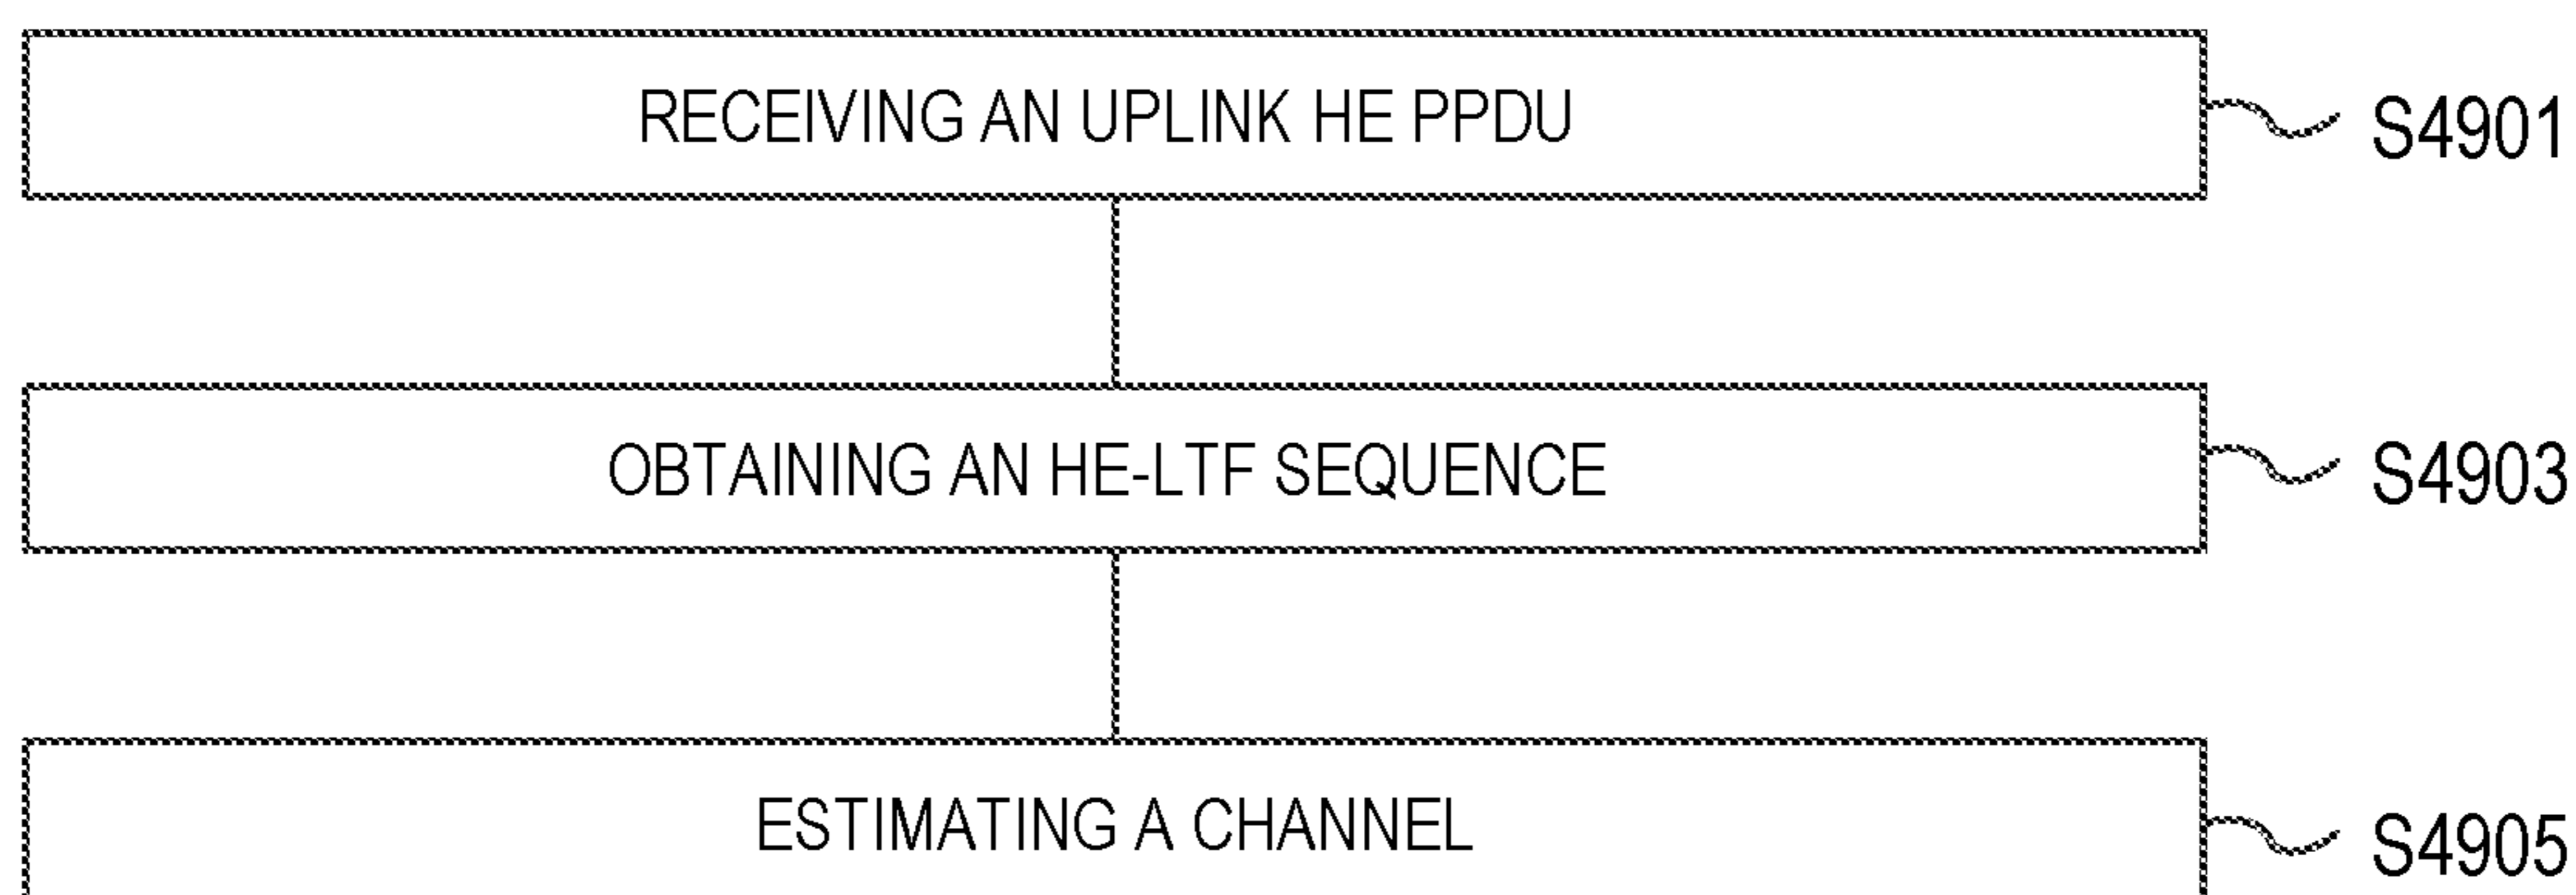 RECEIVING AN UPLINK HE PPDU S4901
OBTAINING AN HE-LTF SEQUENCE S4903
ESTIMATING A CHANNEL S4905